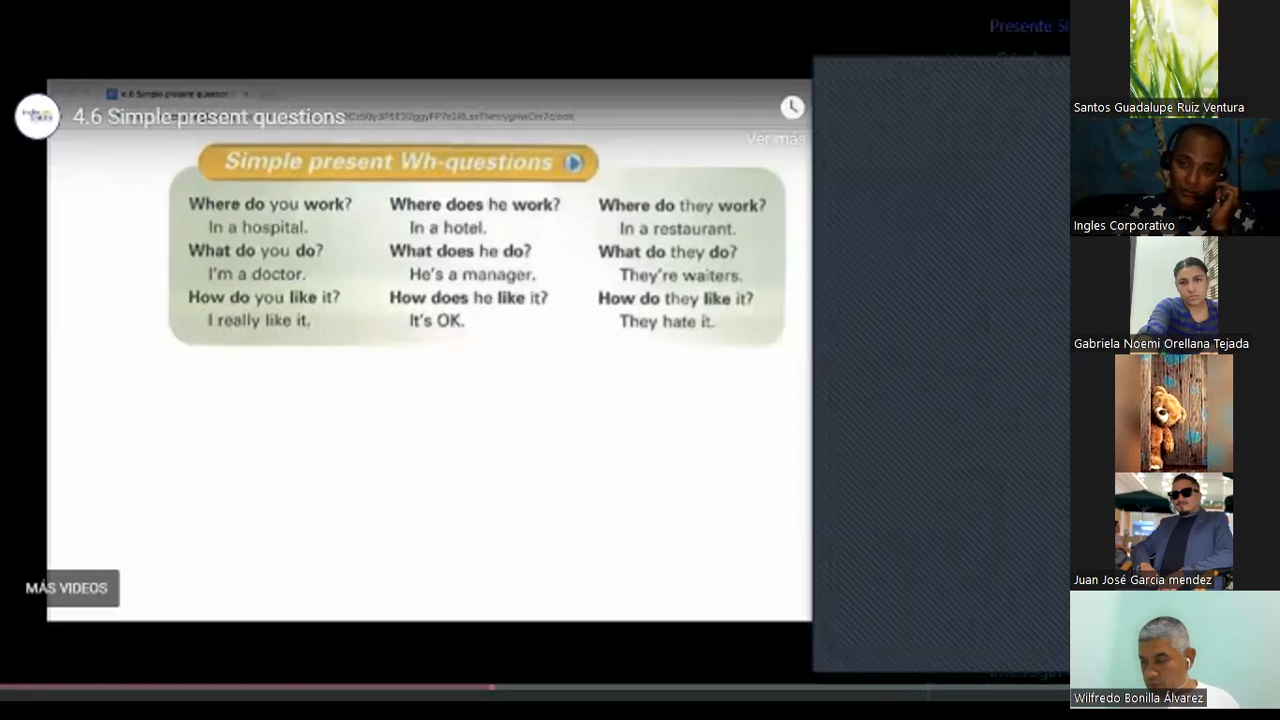 Presente S
4.6 Simple present questions
Ver más
Simple present Wh-questions
Where do you work? Where does he work? Where do they work?
In a hospital. In a hotel. In a restaurant.
What do you do? What does he do? What do they do?
I'm a doctor. He's a manager. They're waiters.
How do you like it? How does he like it? How do they like it?
I really like it. It's OK. They hate it.
MÁS VIDEOS
Santos Guadalupe Ruiz Ventura
Ingles Corporativo
Gabriela Noemi Orellana Tejada
Juan José Garcia mendez
Wilfredo Bonilla Álvarez